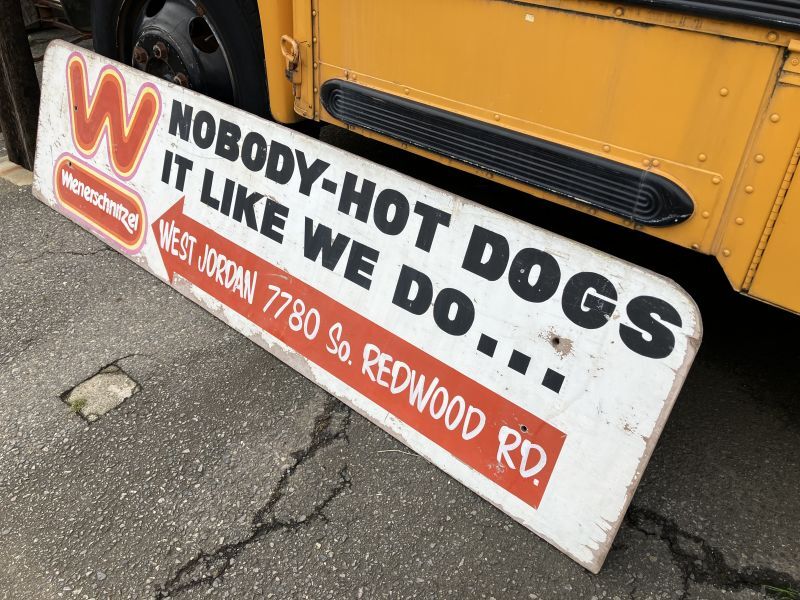 W
wienerschnitzel
NOBODY-HOT DOGS
IT LIKE WE DO...
WEST JORDAN 7780 So. REDWOOD RD.